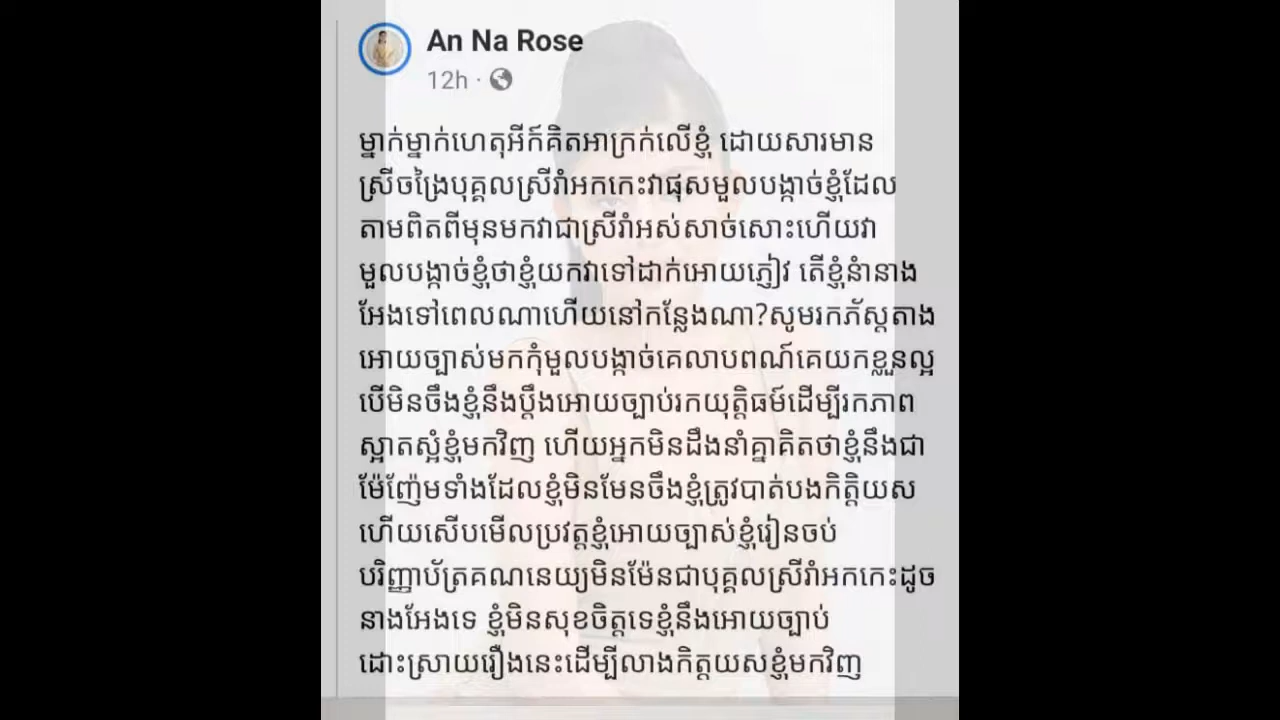 An Na Rose
12h ·
ម្នាក់ម្នាក់ហេតុអីក៍គិតអាក្រក់លើខ្ញុំ ដោយសារមាន
ស្រីចង្រៃបុគ្គលស្រីរាំអកកេះវាផ្ទុសមួលបង្កាច់ខ្ញុំដែល
តាមពិតពីមុនមកវាជាស្រីរាំអស់សាច់សោះហើយវា
មួលបង្កាច់ខ្ញុំថាខ្ញុំយកវាទៅដាក់អោយភ្ញៀវ តើខ្ញុំនំានាង
អែងទៅពេលណាហើយនៅកន្លែងណា?សូមរកភ័ស្តតាង
អោយច្បាស់មកកុំមួលបង្កាច់គេលាបពណ៍គេយកខ្លួនល្អ
បើមិនចឹងខ្ញុំនឹងប្តឹងអោយច្បាប់រកយុត្តិធម៍ដើម្បីរកភាព
ស្អាតស្អំខ្ញុំមកវិញ ហើយអ្នកមិនដឹងនាំគ្នាគិតថាខ្ញុំនឹងជា
ម៉ែញ៉ែមទាំងដែលខ្ញុំមិនមែនចឹងខ្ញុំត្រូវបាត់បងកិត្តិយស
ហើយសើបមើលប្រវត្តខ្ញុំអោយច្បាស់ខ្ញុំរៀនចប់
បរិញ្ញាប័ត្រគណនេយ្យមិនម៉ែនជាបុគ្គលស្រីរាំអកកេះដូច
នាងអែងទេ ខ្ញុំមិនសុខចិត្តទេខ្ញុំនឹងអោយច្បាប់
ដោះស្រាយរឿងនេះដើម្បីលាងកិត្តយសខ្ញុំមកវិញ